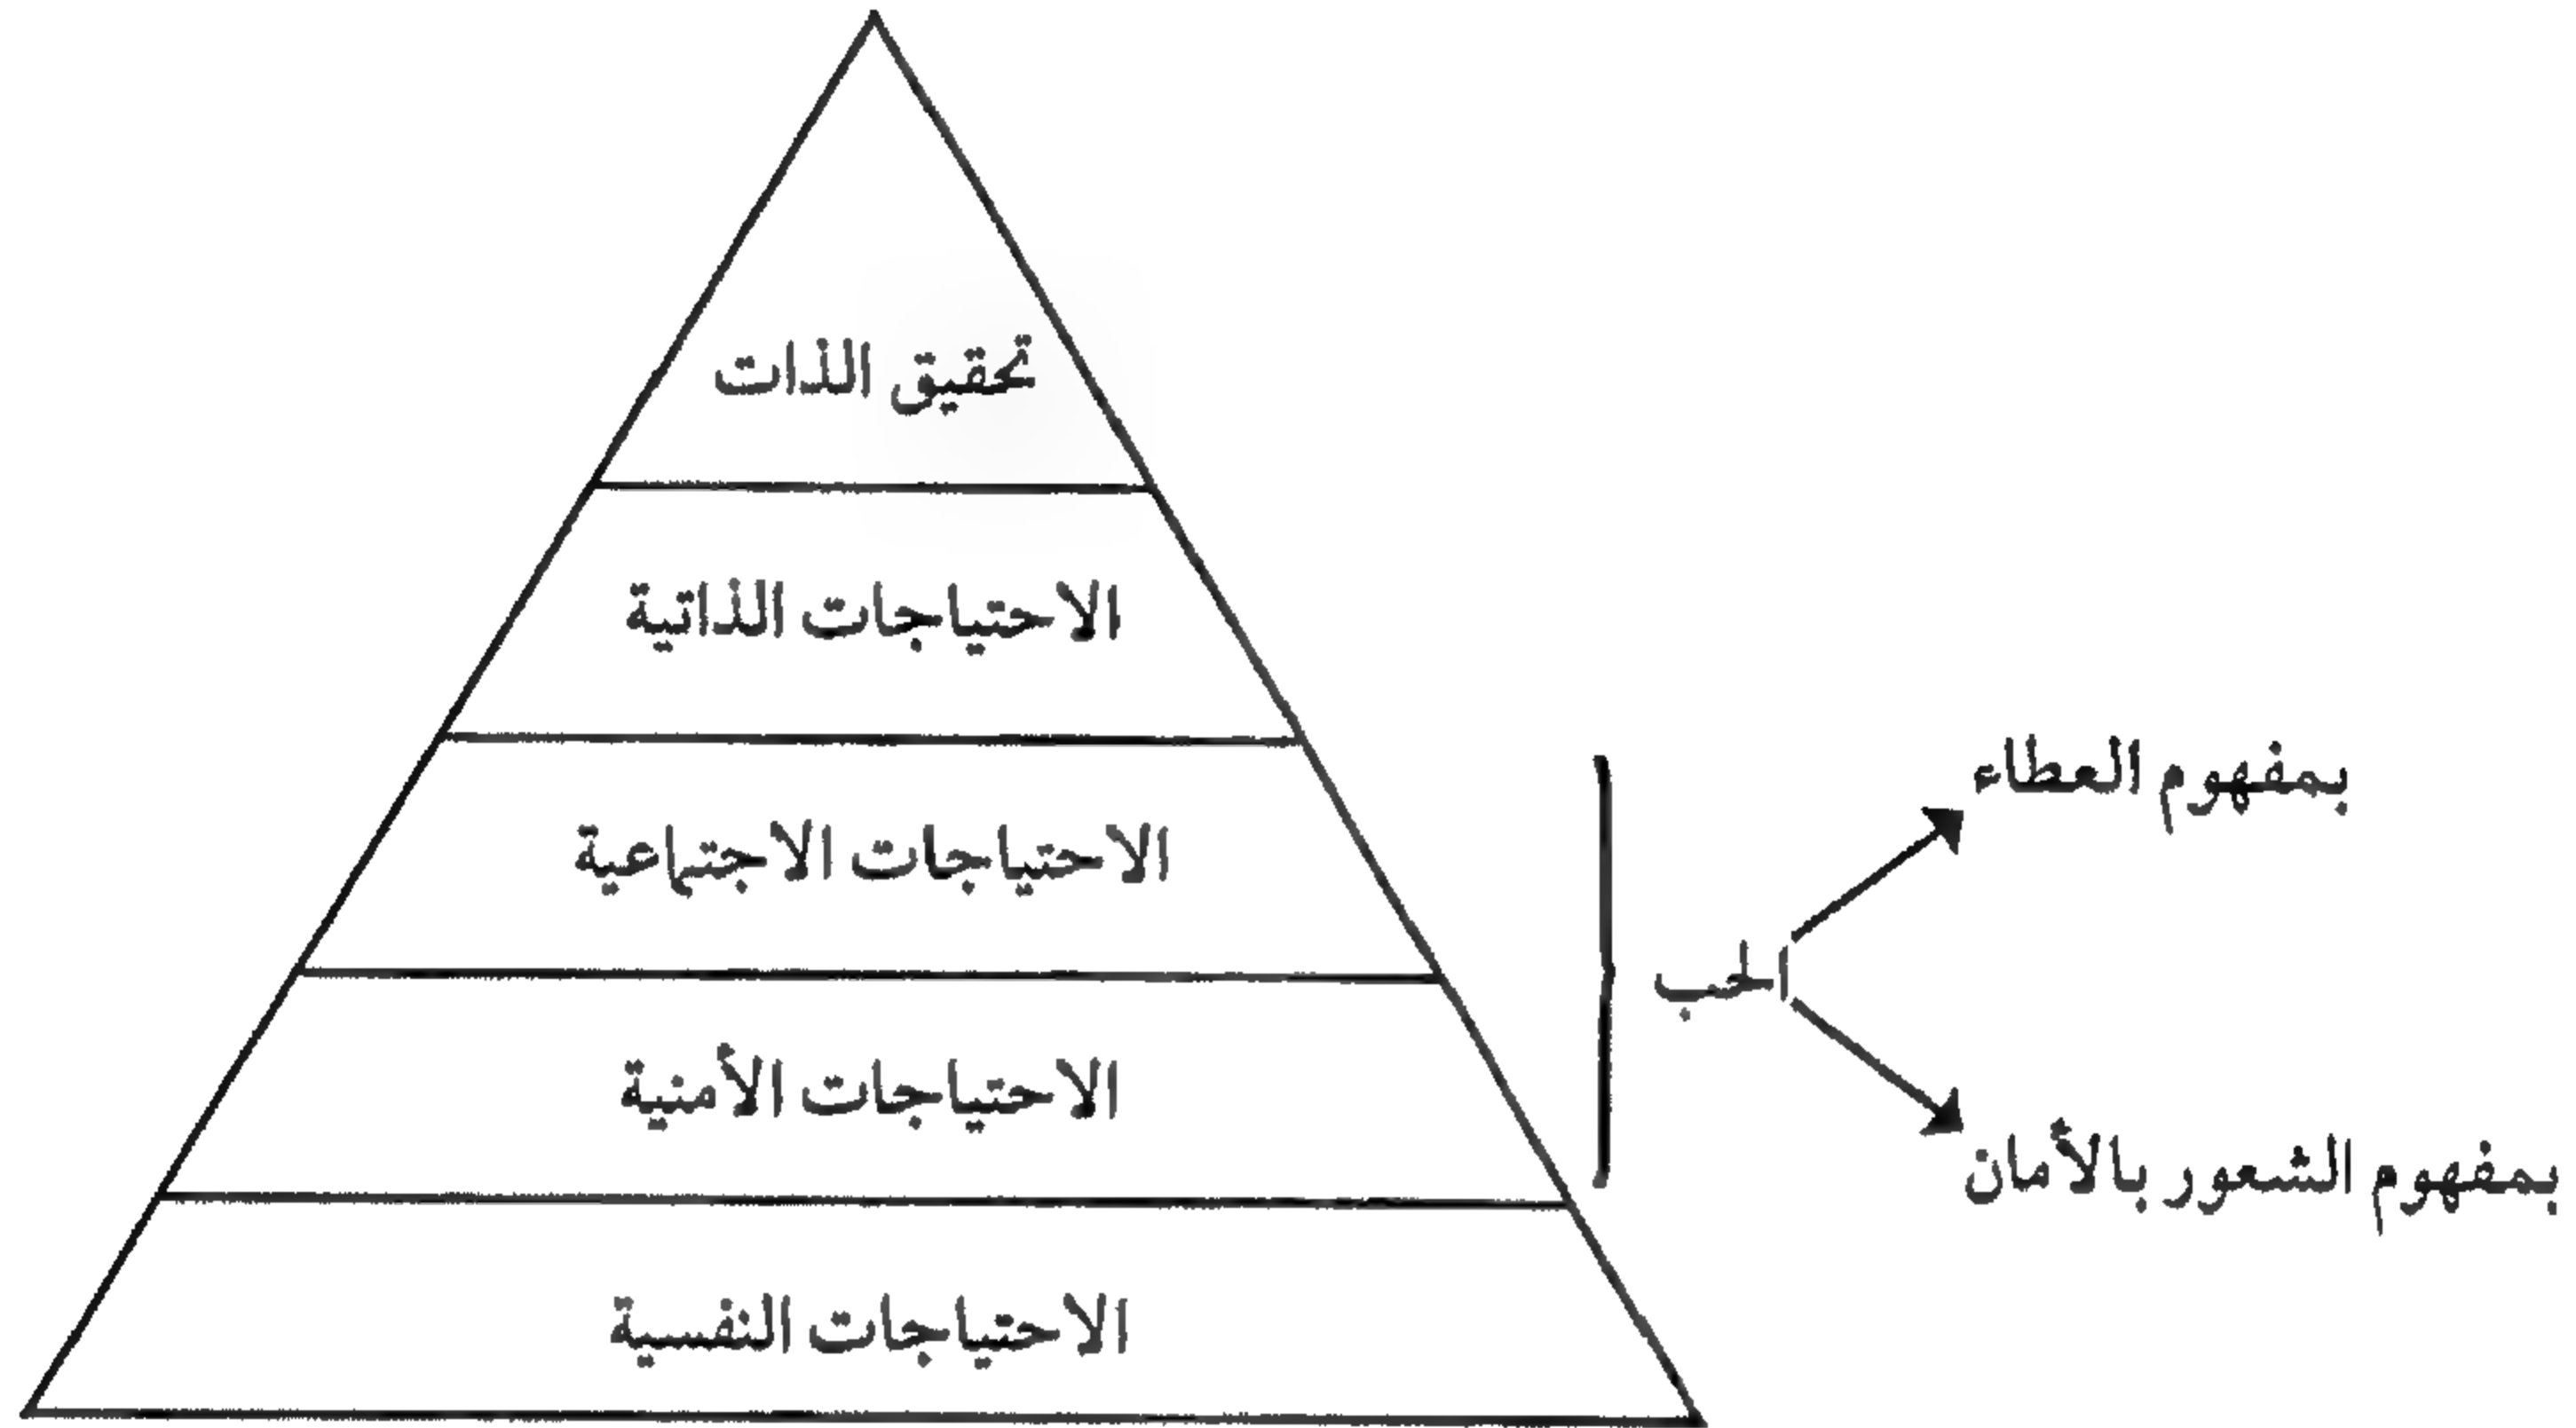 تحقيق الذات
الاحتياجات الذاتية
الاحتياجات الاجتماعية
الاحتياجات الأمنية
الاحتياجات النفسية
الحب
بمفهوم العطاء
بمفهوم الشعور بالأمان